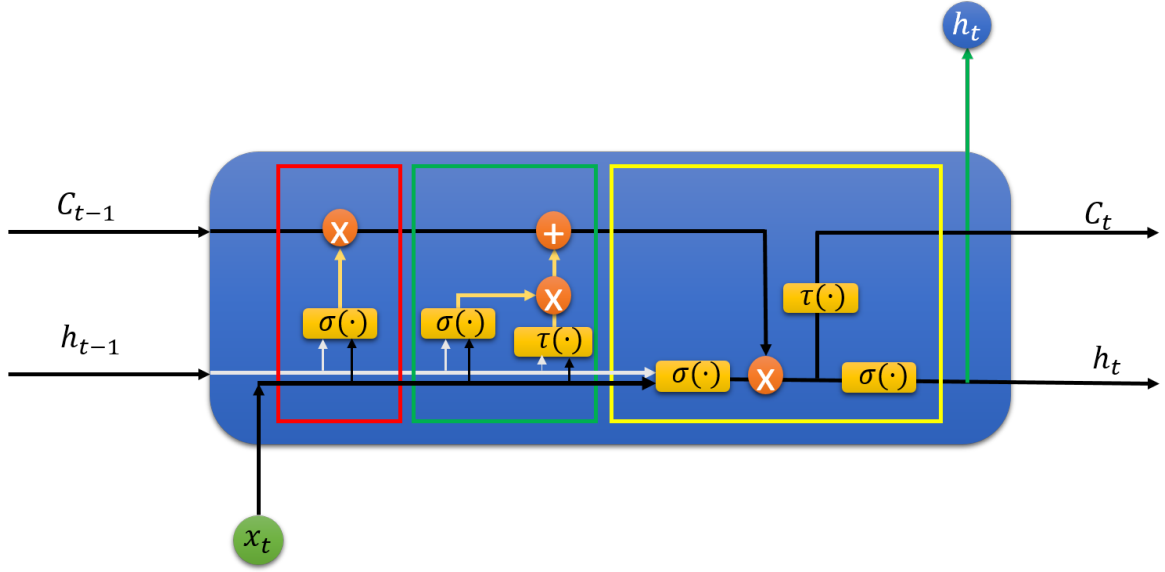 h_t
C_{t−1}
C_t
x
+
x
τ(·)
σ(·)
σ(·)
τ(·)
h_{t−1}
h_t
σ(·)
x
σ(·)
x_t